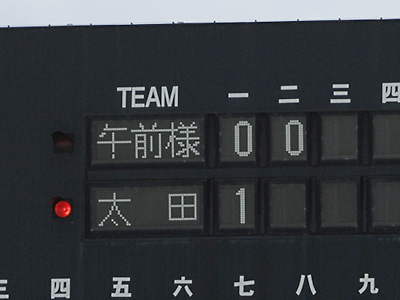 TEAM 一 二 三 四
午前様 0 0
太田 1
三 四 五 六 七 八 九